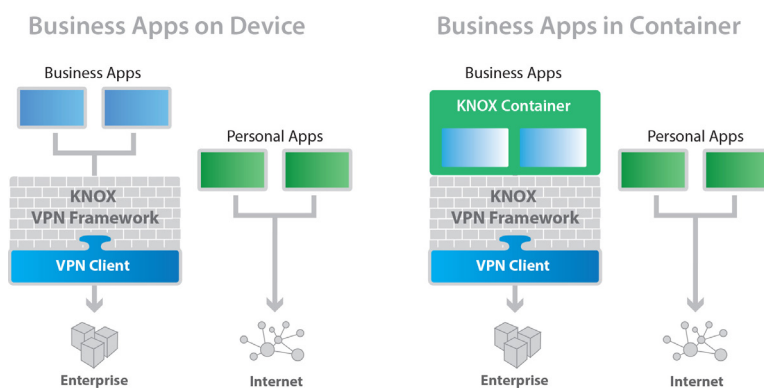 Business Apps on Device
Business Apps
Personal Apps
KNOX
VPN Framework
VPN Client
Enterprise
Internet
Business Apps in Container
Business Apps
KNOX Container
Personal Apps
KNOX
VPN Framework
VPN Client
Enterprise
Internet